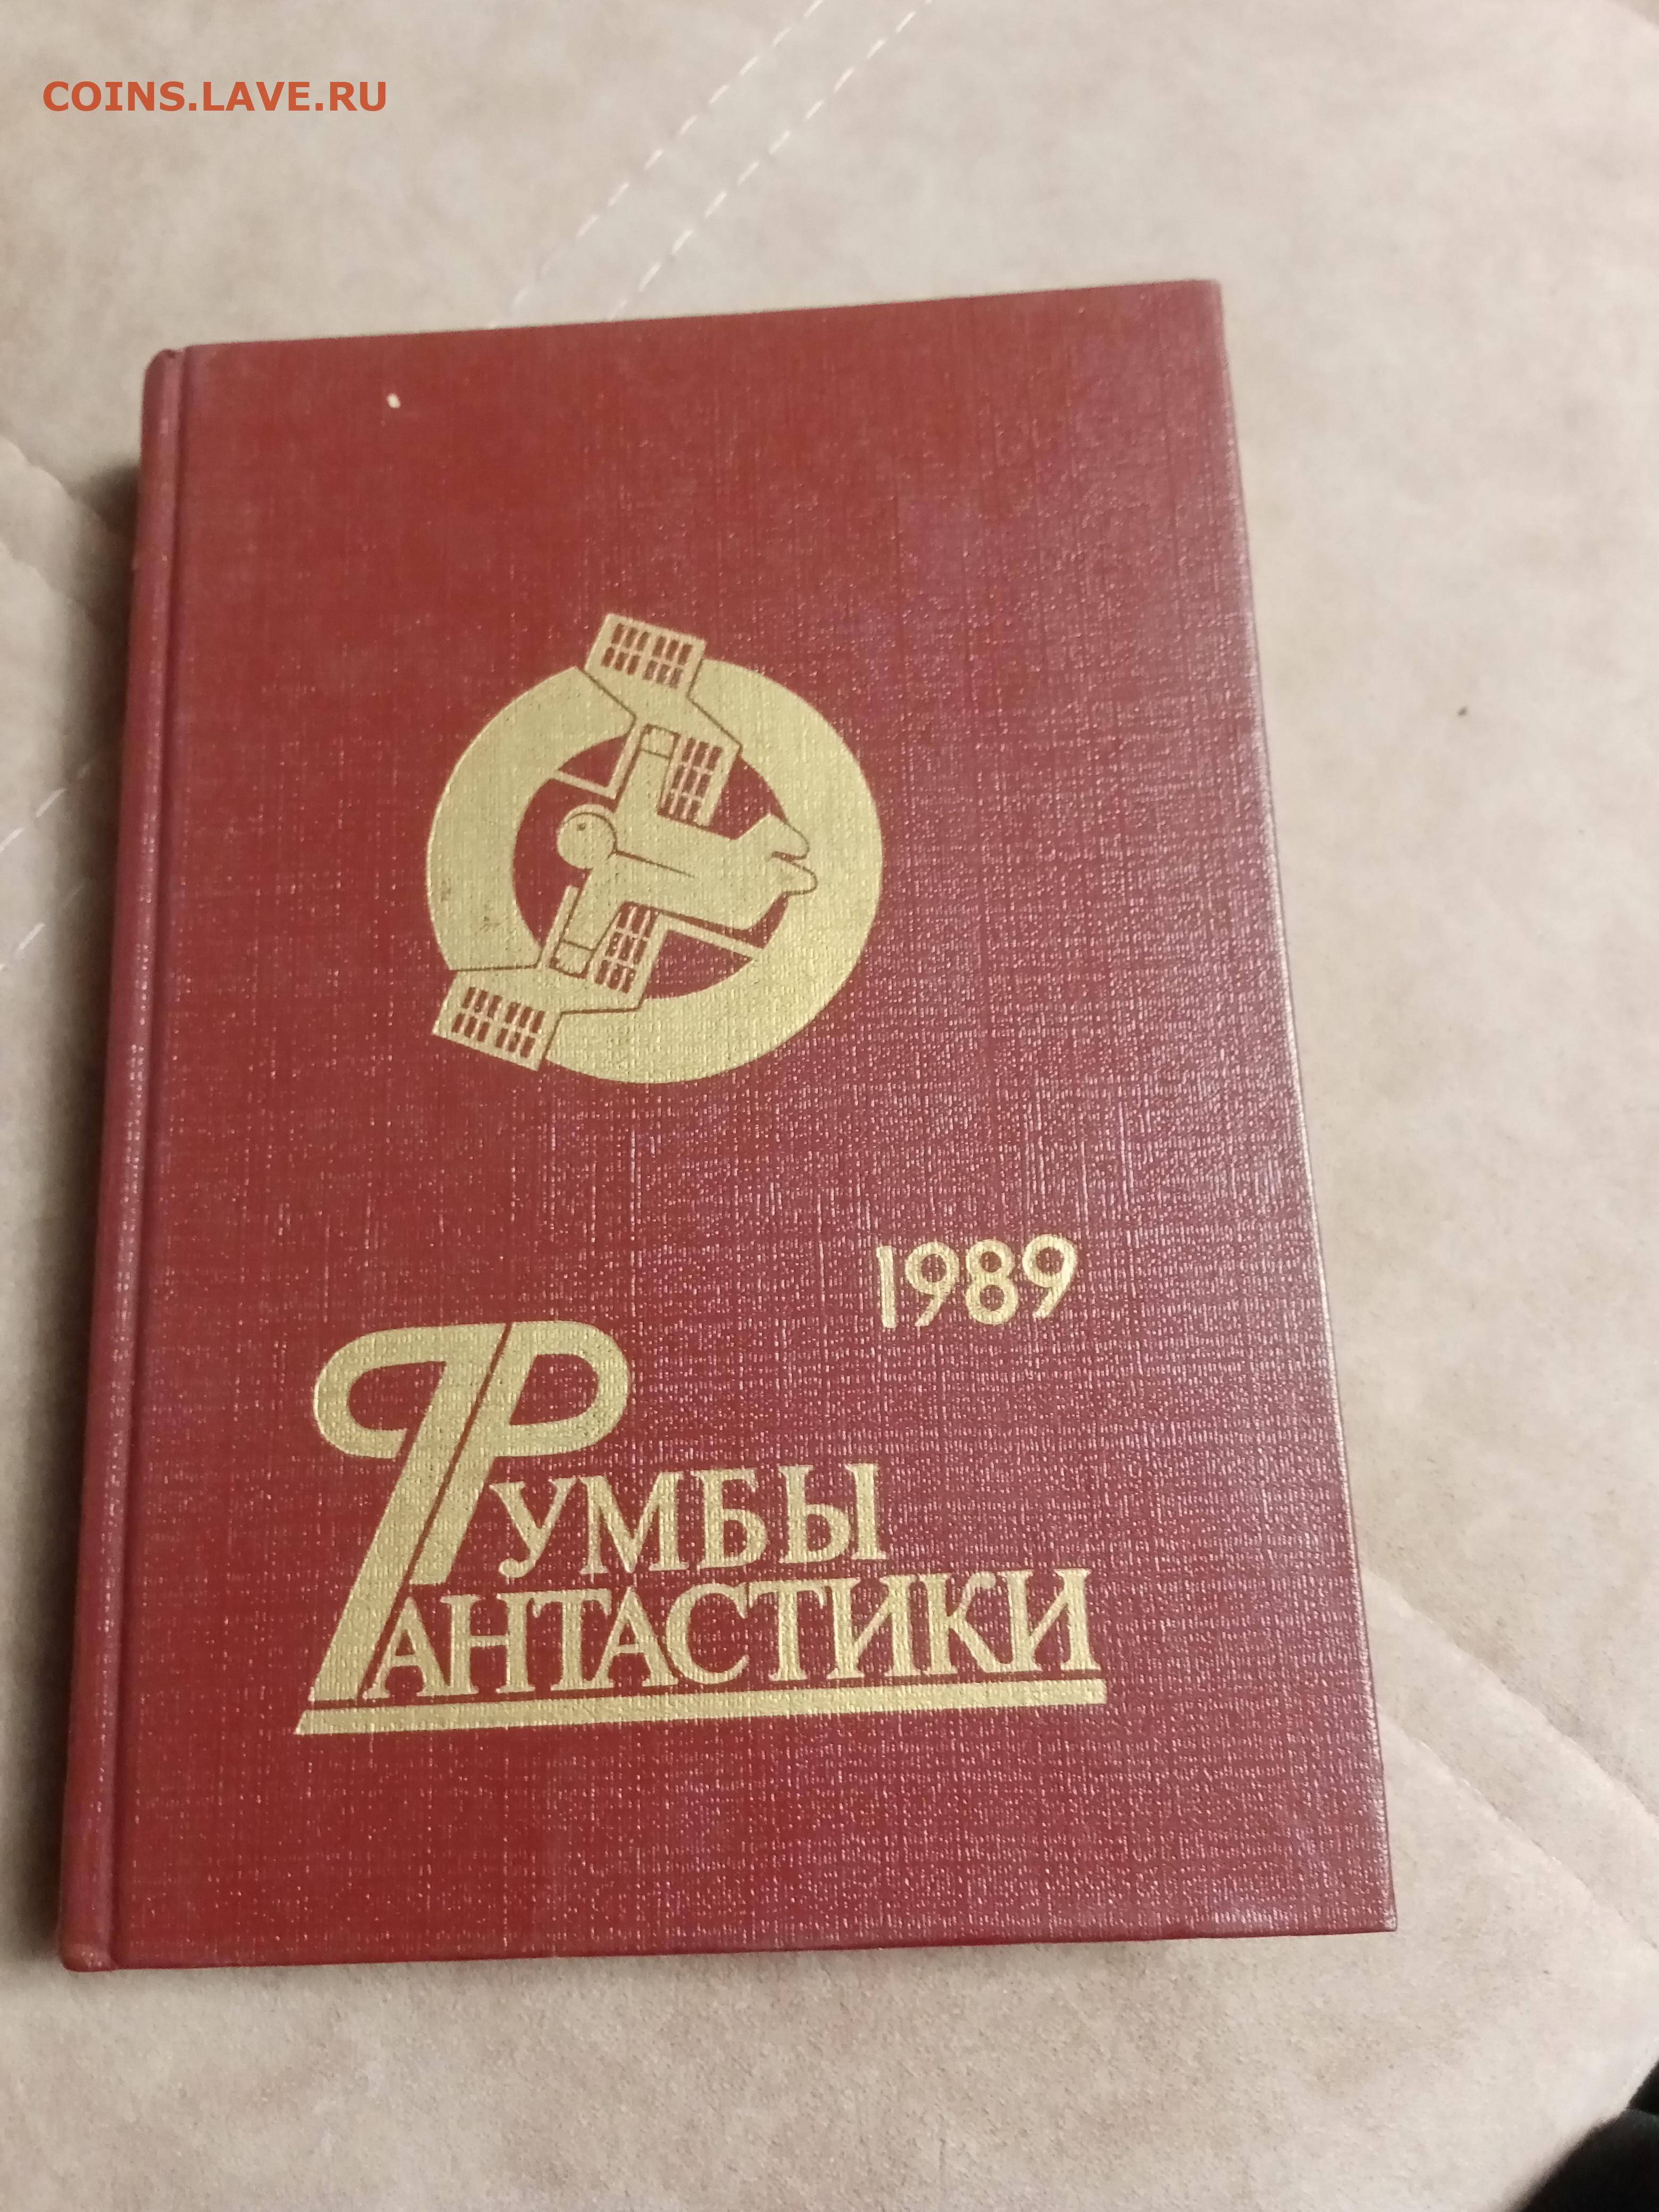 COINS.LAVE.RU
1989
РУМБЫ
ФАНТАСТИКИ